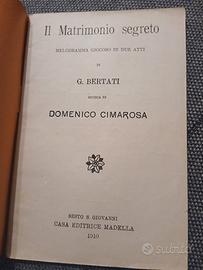 Il Matrimonio segreto
MELODRAMMA GIOCOSO IN DUE ATTI
DI
G. BERTATI
MUSICA DI
DOMENICO CIMAROSA
SESTO S. GIOVANNI
CASA EDITRICE MADELLA
1910
subito